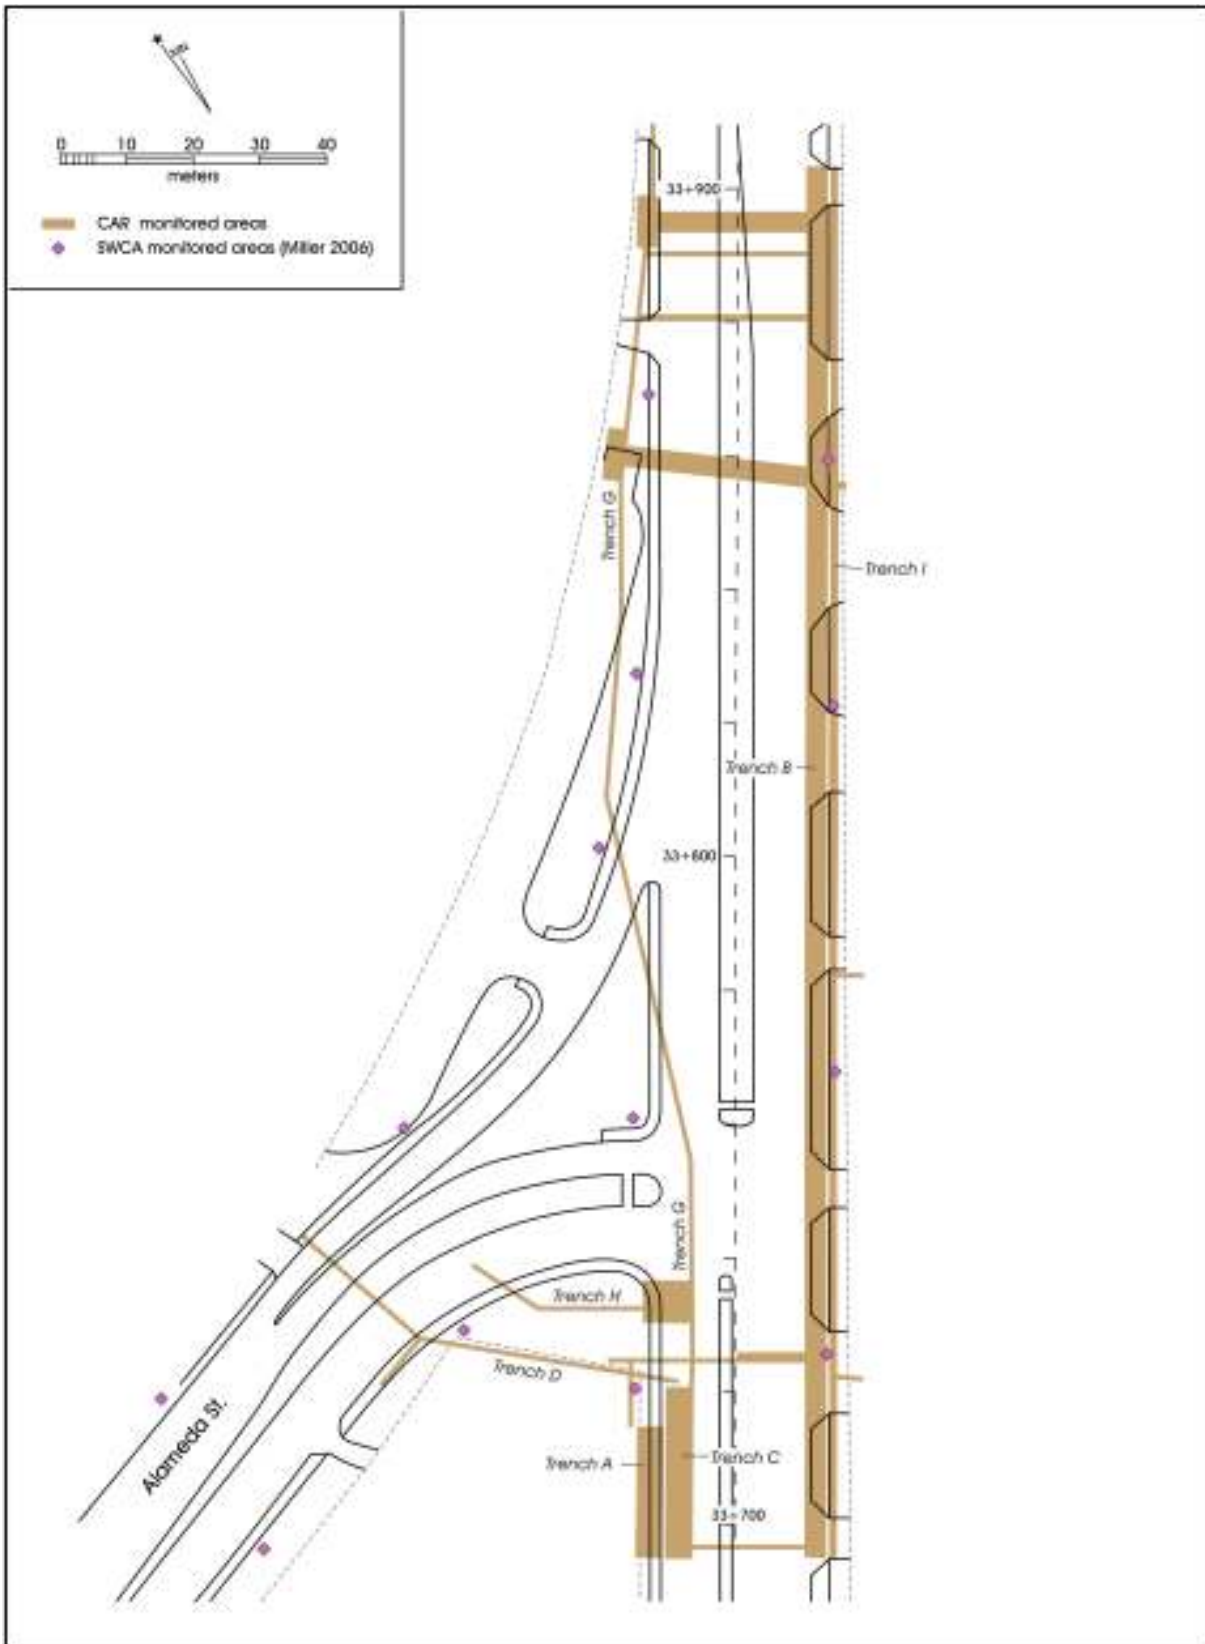 0 10 20 30 40
meters
CAR monitored areas
SWCA monitored areas (Miller 2006)
33+900
Trench G
Trench I
Trench B
33+800
Trench G
Trench H
Trench D
Alameda St.
Trench A
Trench C
33+700